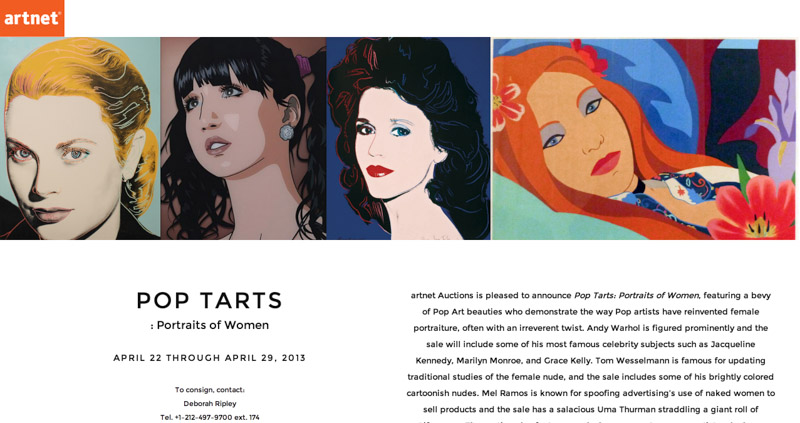 artnet®
POP TARTS
: Portraits of Women
APRIL 22 THROUGH APRIL 29, 2013
To consign, contact:
Deborah Ripley
Tel. +1-212-497-9700 ext. 174
artnet Auctions is pleased to announce Pop Tarts: Portraits of Women, featuring a bevy
of Pop Art beauties who demonstrate the way Pop artists have reinvented female
portraiture, often with an irreverent twist. Andy Warhol is figured prominently and the
sale will include some of his most famous celebrity subjects such as Jacqueline
Kennedy, Marilyn Monroe, and Grace Kelly. Tom Wesselmann is famous for updating
traditional studies of the female nude, and the sale includes some of his brightly colored
cartoonish nudes. Mel Ramos is known for spoofing advertising's use of naked women to
sell products and the sale has a salacious Uma Thurman straddling a giant roll of